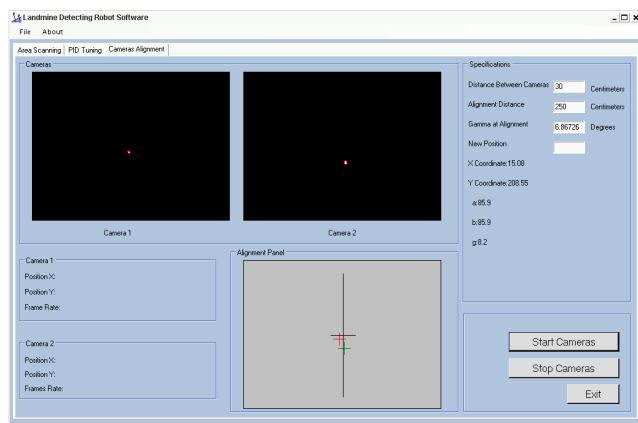 Landmine Detecting Robot Software
File About
Area Scanning PID Tuning Cameras Alignment
Cameras
Camera 1
Camera 2
Specifications
Distance Between Cameras 30 Centimeters
Alignment Distance 250 Centimeters
Gamma at Alignment 6.86726 Degrees
New Position
X Coordinate:15.08
Y Coordinate:208.55
a:85.9
b:85.9
g:8.2
Camera 1
Position X:
Position Y:
Frame Rate:
Camera 2
Position X:
Position Y:
Frames Rate:
Alignment Panel
Start Cameras
Stop Cameras
Exit